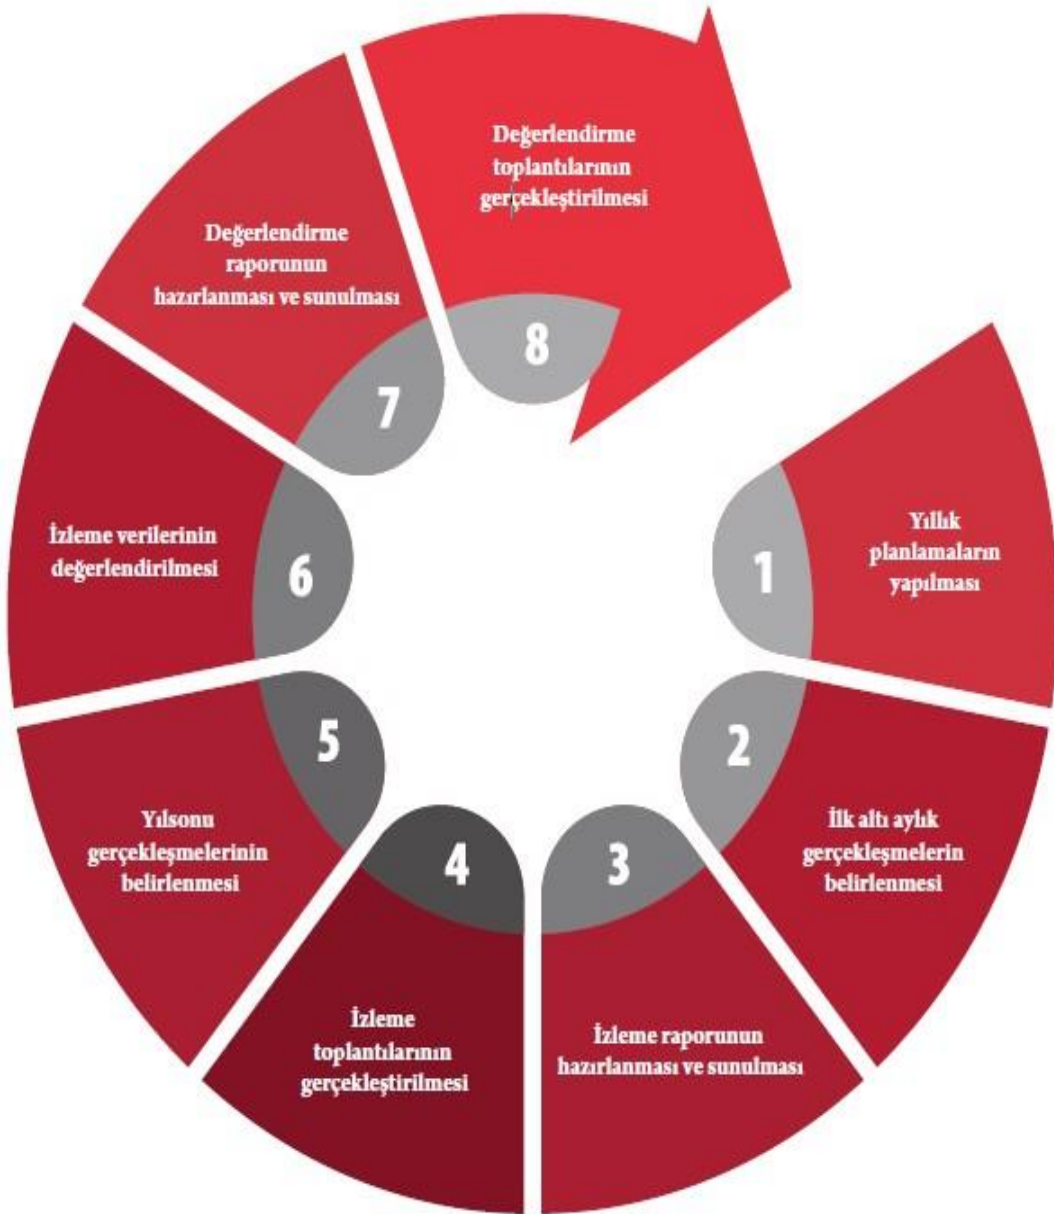 1
Yıllık
planlamaların
yapılması
2
İlk altı aylık
gerçekleşmelerin
belirlenmesi
3
İzleme raporunun
hazırlanması ve sunulması
4
İzleme
toplantılarının
gerçekleştirilmesi
5
Yılsonu
gerçekleşmelerinin
belirlenmesi
6
İzleme verilerinin
değerlendirilmesi
7
Değerlendirme
raporunun
hazırlanması ve sunulması
8
Değerlendirme
toplantılarının
gerçekleştirilmesi